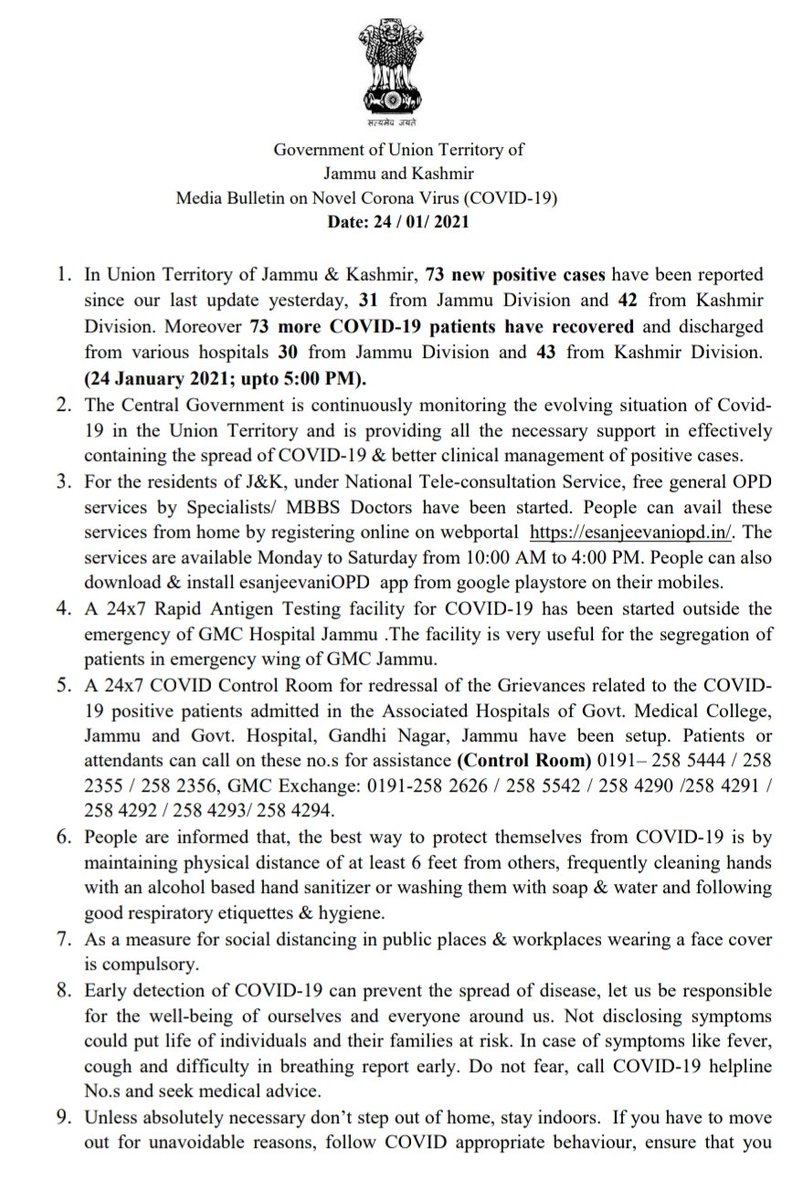 सत्यमेव जयते
Government of Union Territory of
Jammu and Kashmir
Media Bulletin on Novel Corona Virus (COVID-19)
Date: 24 / 01/ 2021
1. In Union Territory of Jammu & Kashmir, 73 new positive cases have been reported
since our last update yesterday, 31 from Jammu Division and 42 from Kashmir
Division. Moreover 73 more COVID-19 patients have recovered and discharged
from various hospitals 30 from Jammu Division and 43 from Kashmir Division.
(24 January 2021; upto 5:00 PM).
2. The Central Government is continuously monitoring the evolving situation of Covid-
19 in the Union Territory and is providing all the necessary support in effectively
containing the spread of COVID-19 & better clinical management of positive cases.
3. For the residents of J&K, under National Tele-consultation Service, free general OPD
services by Specialists/ MBBS Doctors have been started. People can avail these
services from home by registering online on webportal https://esanjeevaniopd.in/. The
services are available Monday to Saturday from 10:00 AM to 4:00 PM. People can also
download & install esanjeevaniOPD app from google playstore on their mobiles.
4. A 24x7 Rapid Antigen Testing facility for COVID-19 has been started outside the
emergency of GMC Hospital Jammu .The facility is very useful for the segregation of
patients in emergency wing of GMC Jammu.
5. A 24x7 COVID Control Room for redressal of the Grievances related to the COVID-
19 positive patients admitted in the Associated Hospitals of Govt. Medical College,
Jammu and Govt. Hospital, Gandhi Nagar, Jammu have been setup. Patients or
attendants can call on these no.s for assistance (Control Room) 0191– 258 5444 / 258
2355 / 258 2356, GMC Exchange: 0191-258 2626 / 258 5542 / 258 4290 /258 4291 /
258 4292 / 258 4293/ 258 4294.
6. People are informed that, the best way to protect themselves from COVID-19 is by
maintaining physical distance of at least 6 feet from others, frequently cleaning hands
with an alcohol based hand sanitizer or washing them with soap & water and following
good respiratory etiquettes & hygiene.
7. As a measure for social distancing in public places & workplaces wearing a face cover
is compulsory.
8. Early detection of COVID-19 can prevent the spread of disease, let us be responsible
for the well-being of ourselves and everyone around us. Not disclosing symptoms
could put life of individuals and their families at risk. In case of symptoms like fever,
cough and difficulty in breathing report early. Do not fear, call COVID-19 helpline
No.s and seek medical advice.
9. Unless absolutely necessary don’t step out of home, stay indoors. If you have to move
out for unavoidable reasons, follow COVID appropriate behaviour, ensure that you